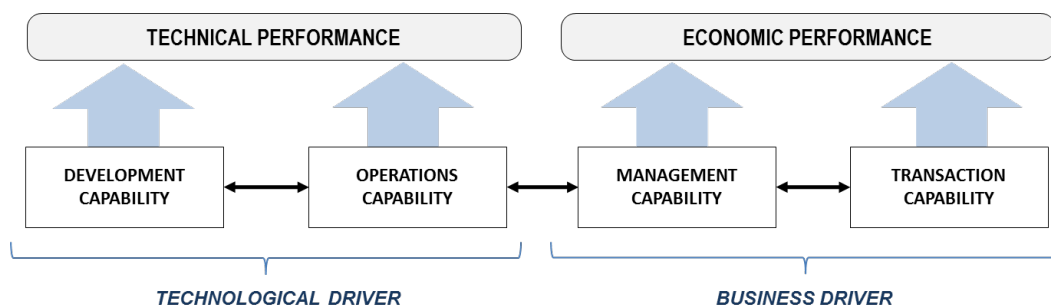 TECHNICAL PERFORMANCE
ECONOMIC PERFORMANCE
DEVELOPMENT
CAPABILITY
OPERATIONS
CAPABILITY
MANAGEMENT
CAPABILITY
TRANSACTION
CAPABILITY
TECHNOLOGICAL DRIVER
BUSINESS DRIVER